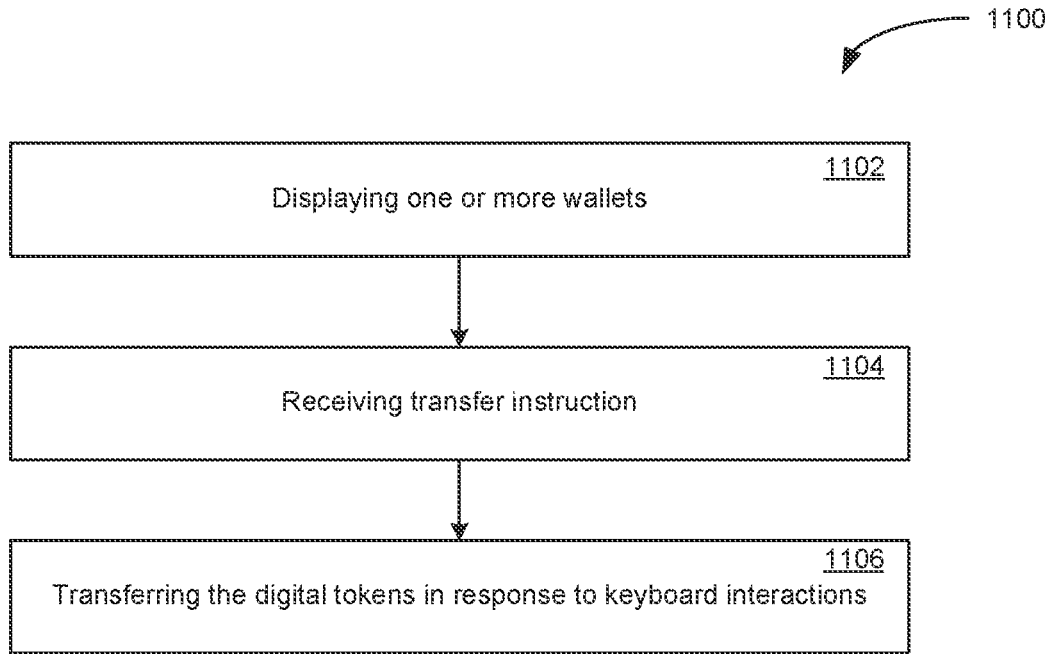 1100
1102
Displaying one or more wallets
1104
Receiving transfer instruction
1106
Transferring the digital tokens in response to keyboard interactions